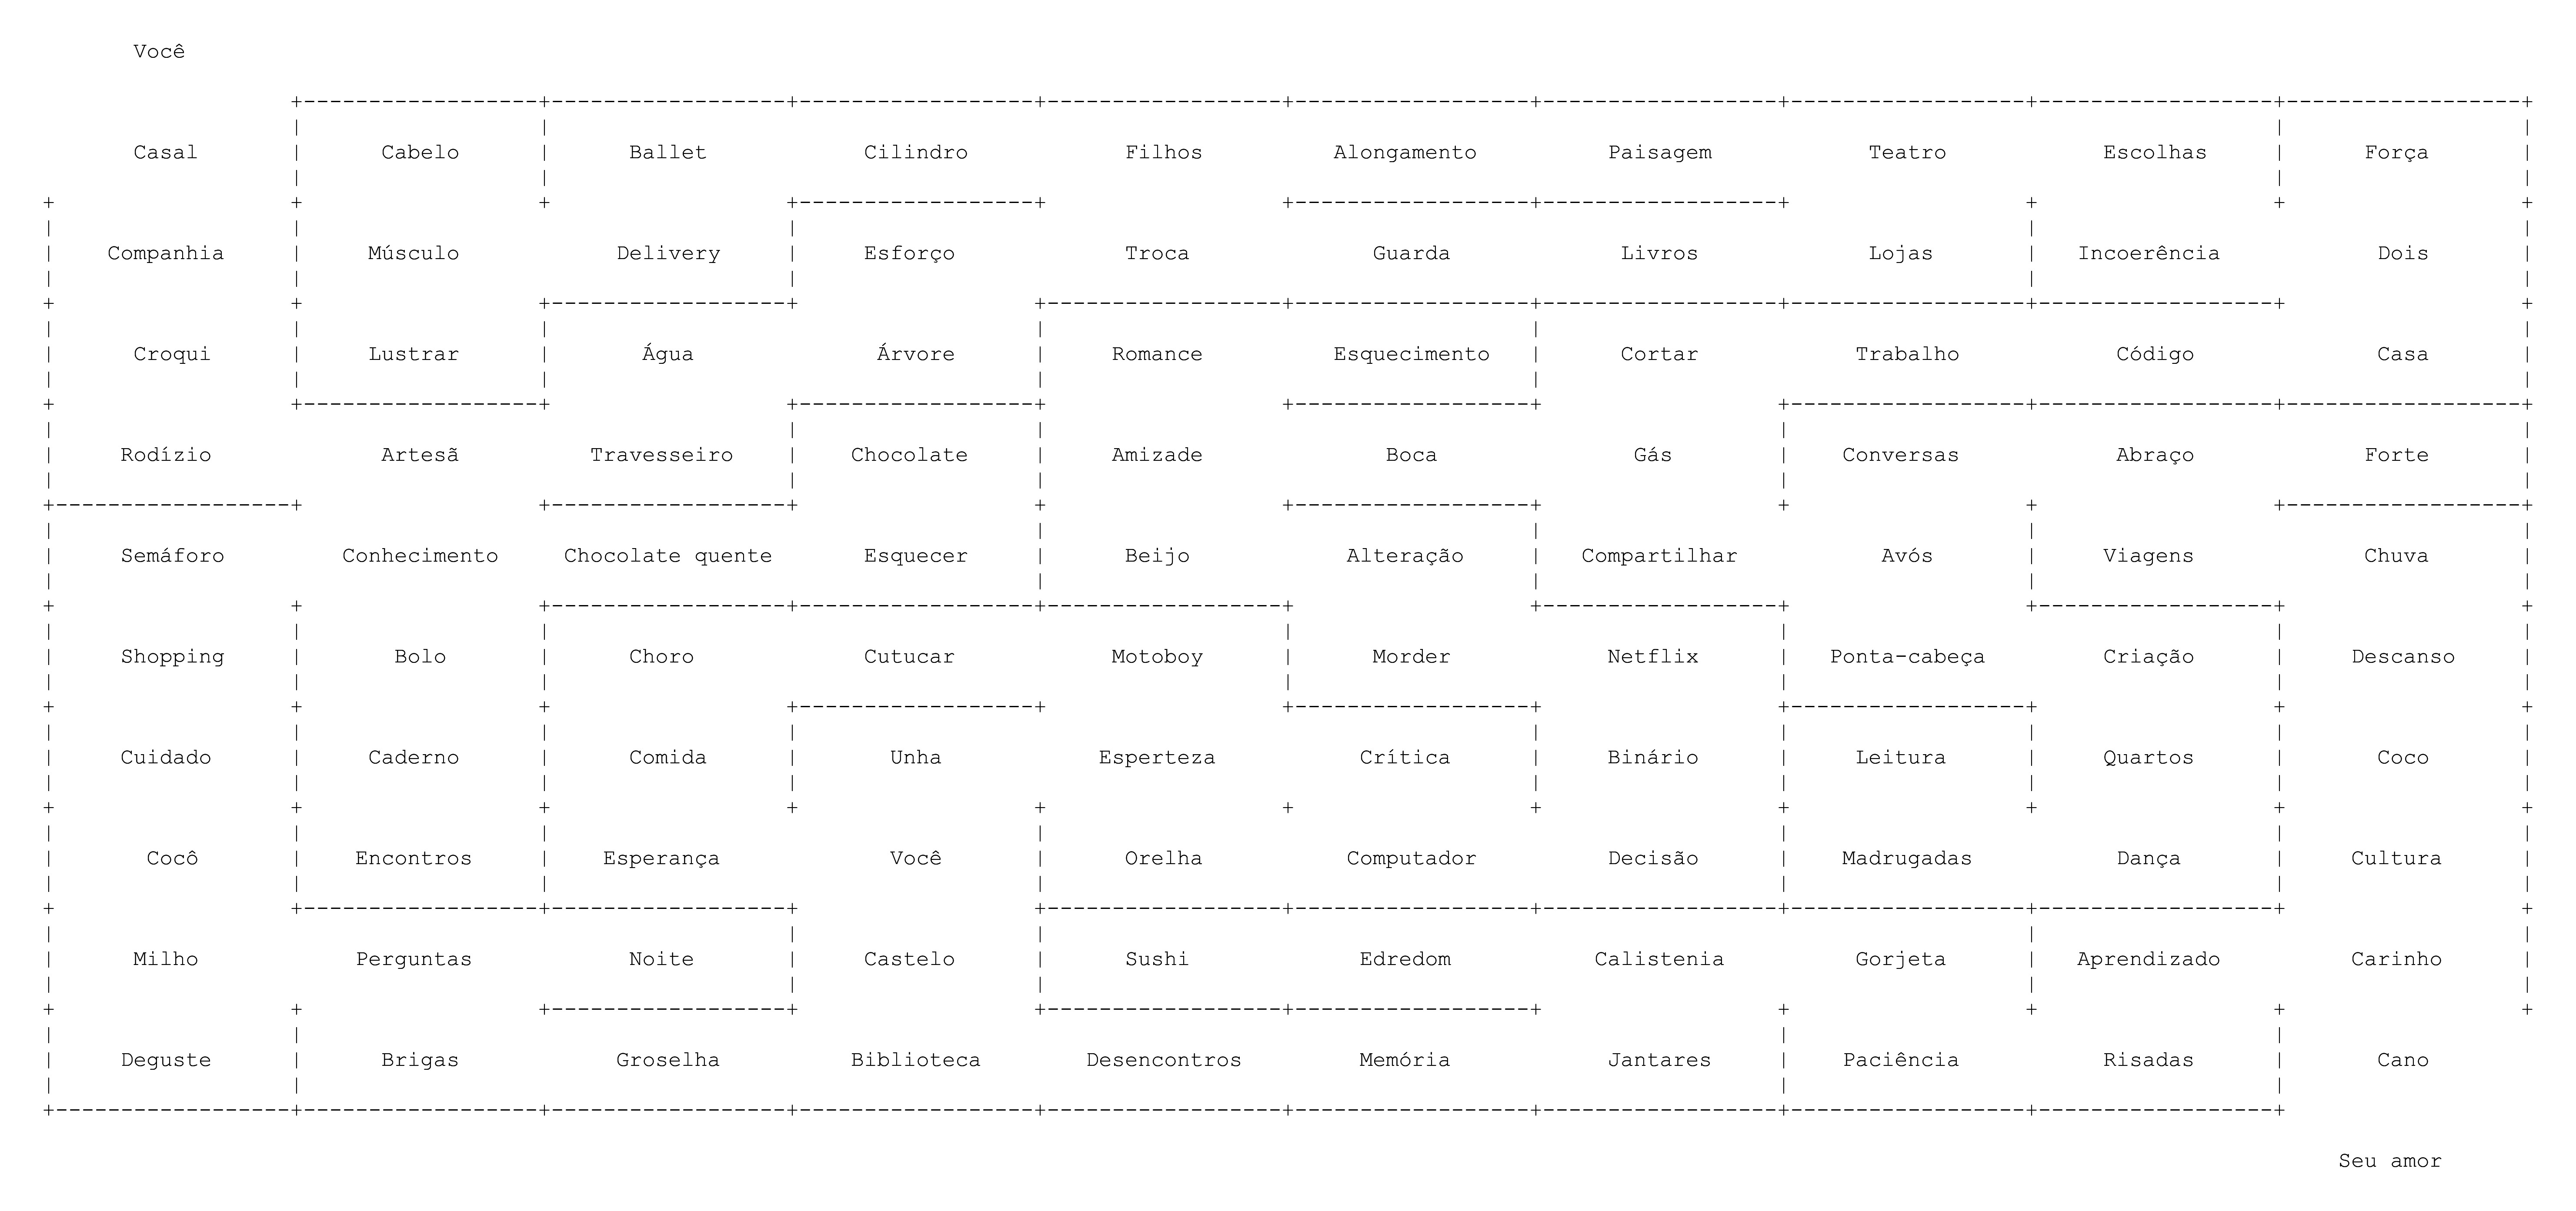 Você
Casal Cabelo Ballet Cilindro Filhos Alongamento Paisagem Teatro Escolhas Força
Companhia Músculo Delivery Esforço Troca Guarda Livros Lojas Incoerência Dois
Croqui Lustrar Água Árvore Romance Esquecimento Cortar Trabalho Código Casa
Rodízio Artesã Travesseiro Chocolate Amizade Boca Gás Conversas Abraço Forte
Semáforo Conhecimento Chocolate quente Esquecer Beijo Alteração Compartilhar Avós Viagens Chuva
Shopping Bolo Choro Cutucar Motoboy Morder Netflix Ponta-cabeça Criação Descanso
Cuidado Caderno Comida Unha Esperteza Crítica Binário Leitura Quartos Coco
Cocô Encontros Esperança Você Orelha Computador Decisão Madrugadas Dança Cultura
Milho Perguntas Noite Castelo Sushi Edredom Calistenia Gorjeta Aprendizado Carinho
Deguste Brigas Groselha Biblioteca Desencontros Memória Jantares Paciência Risadas Cano
Seu amor